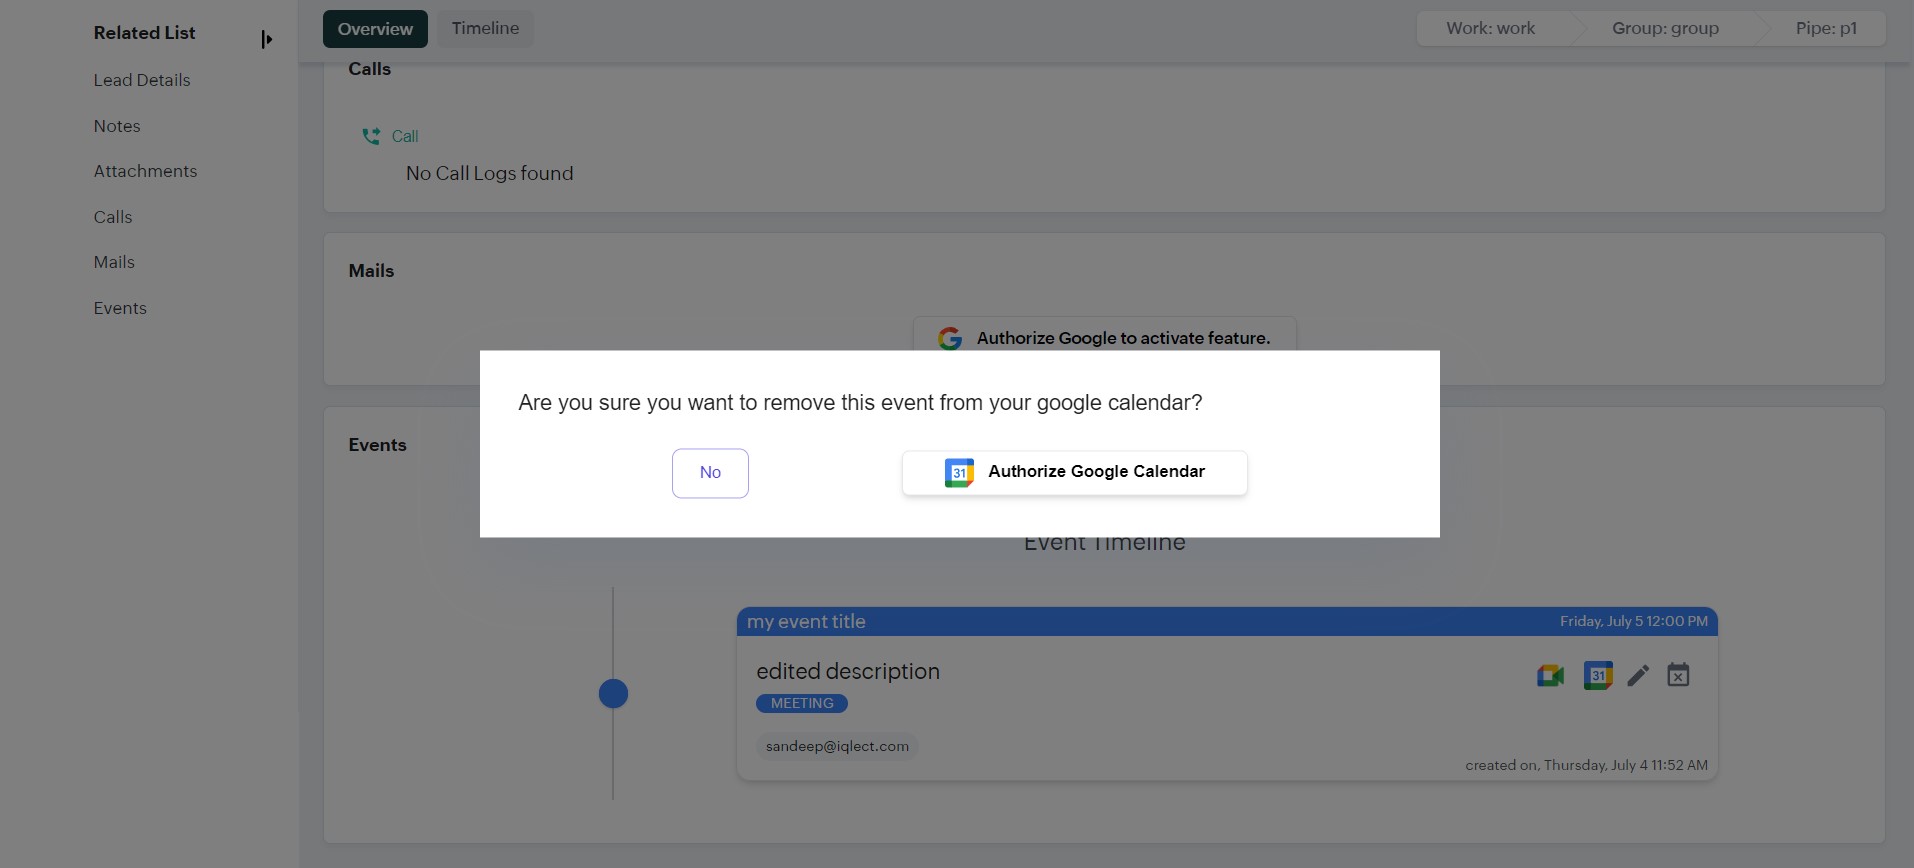 Related List
Lead Details
Notes
Attachments
Calls
Mails
Events
Overview
Timeline
Work: work
Group: group
Pipe: p1
Calls
Call
No Call Logs found
Mails
Authorize Google to activate feature.
Are you sure you want to remove this event from your google calendar?
No
31 Authorize Google Calendar
Events
Event Timeline
my event title
Friday, July 5 12:00 PM
edited description
31
MEETING
sandeep@iqlect.com
created on, Thursday, July 4 11:52 AM